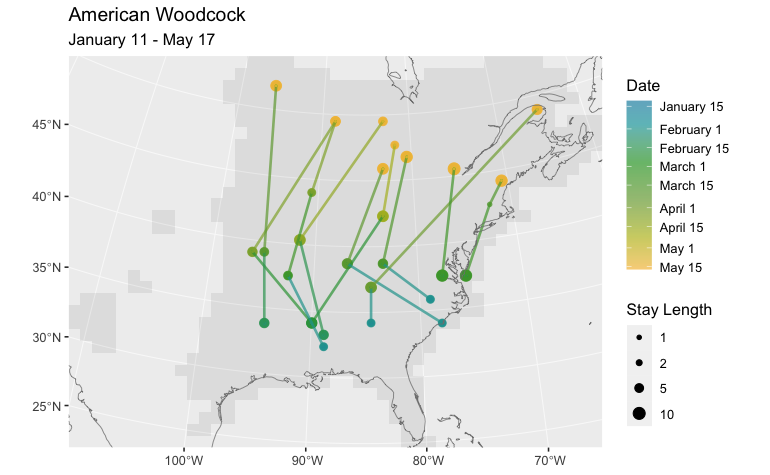 American Woodcock
January 11 - May 17
45°N
40°N
35°N
30°N
25°N
100°W
90°W
80°W
70°W
Date
January 15
February 1
February 15
March 1
March 15
April 1
April 15
May 1
May 15
Stay Length
1
2
5
10